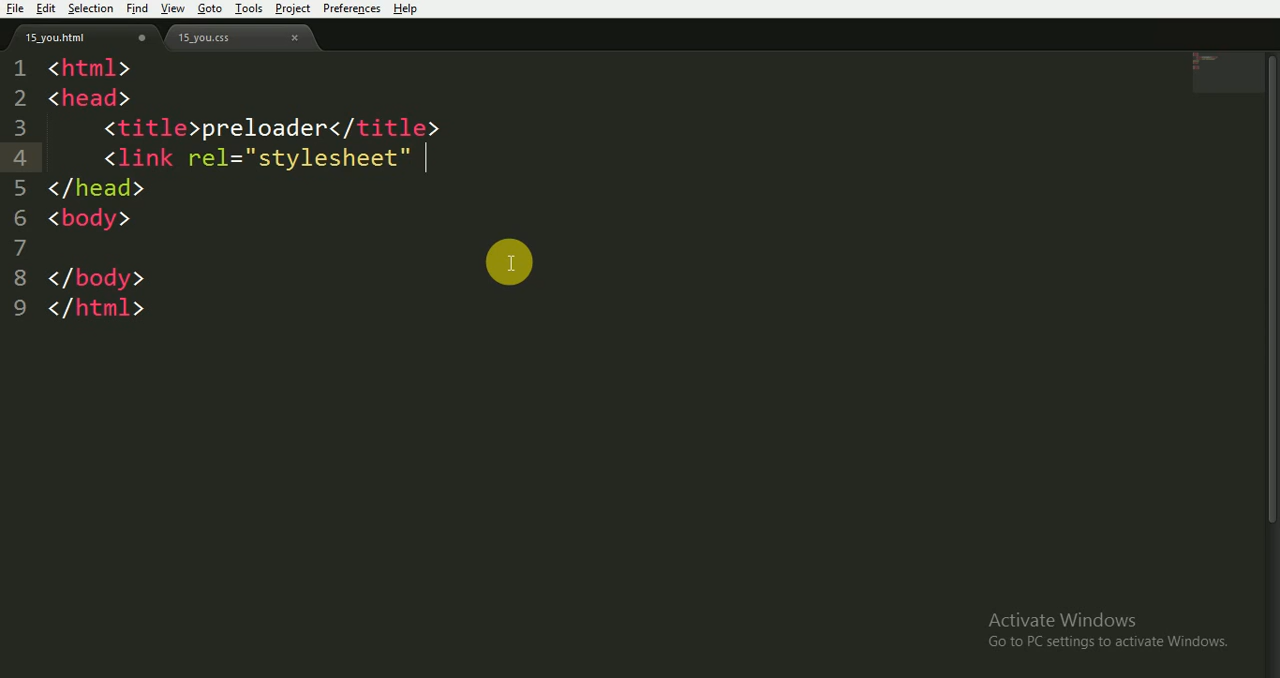 File Edit Selection Find View Goto Tools Project Preferences Help
15_you.html 15_you.css
1 <html>
2 <head>
3 <title>preloader</title>
4 <link rel="stylesheet"
5 </head>
6 <body>
7
8 </body>
9 </html>
Activate Windows
Go to PC settings to activate Windows.